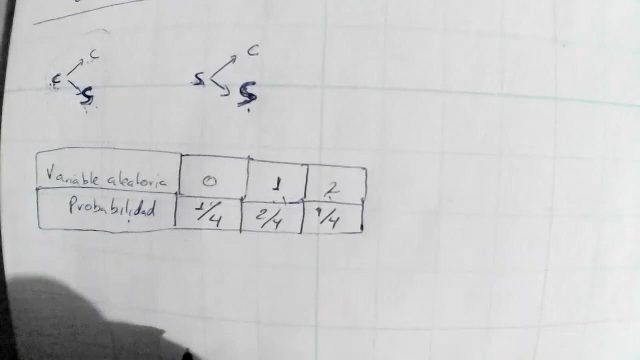 C C
C S
S S
Variable aleatoria 0 1 2
Probabilidad 1/4 2/4 1/4